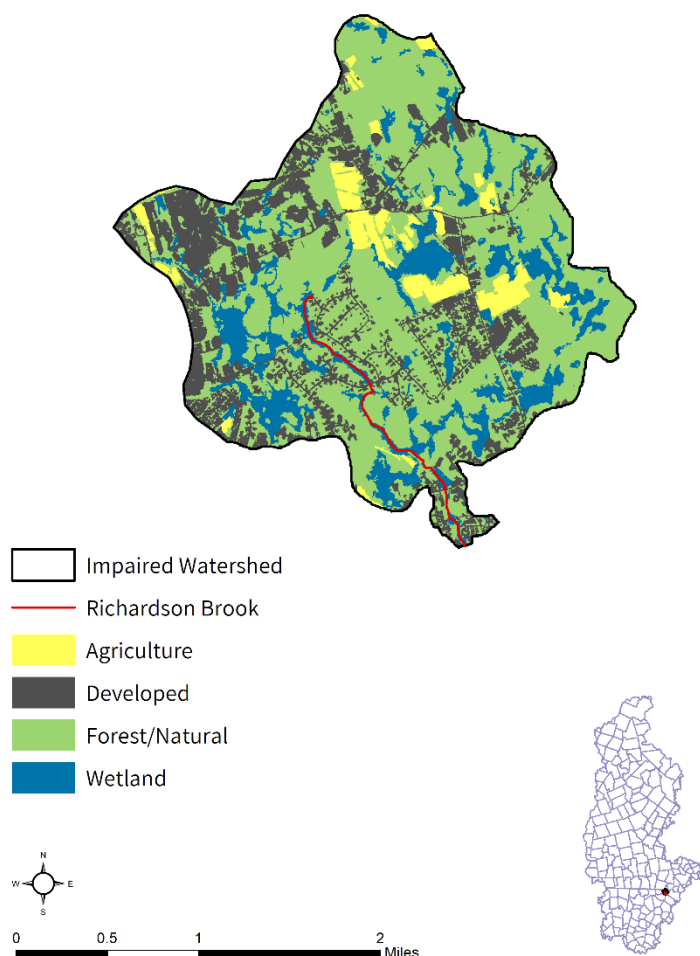 Impaired Watershed
Richardson Brook
Agriculture
Developed
Forest/Natural
Wetland
N
W E
S
0 0.5 1 2
Miles